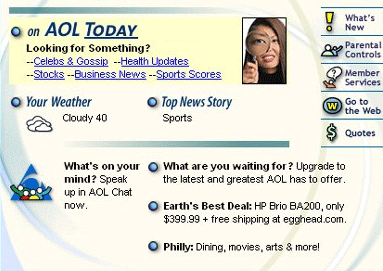 on AOL TODAY
Looking for Something?
--Celebs & Gossip --Health Updates
--Stocks --Business News --Sports Scores
What's
New
Parental
Controls
Member
Services
Go to
the Web
Quotes
Your Weather
Cloudy 40
Top News Story
Sports
What's on your
mind? Speak
up in AOL Chat
now.
What are you waiting for? Upgrade to
the latest and greatest AOL has to offer.
Earth's Best Deal: HP Brio BA200, only
$399.99 + free shipping at egghead.com.
Philly: Dining, movies, arts & more!